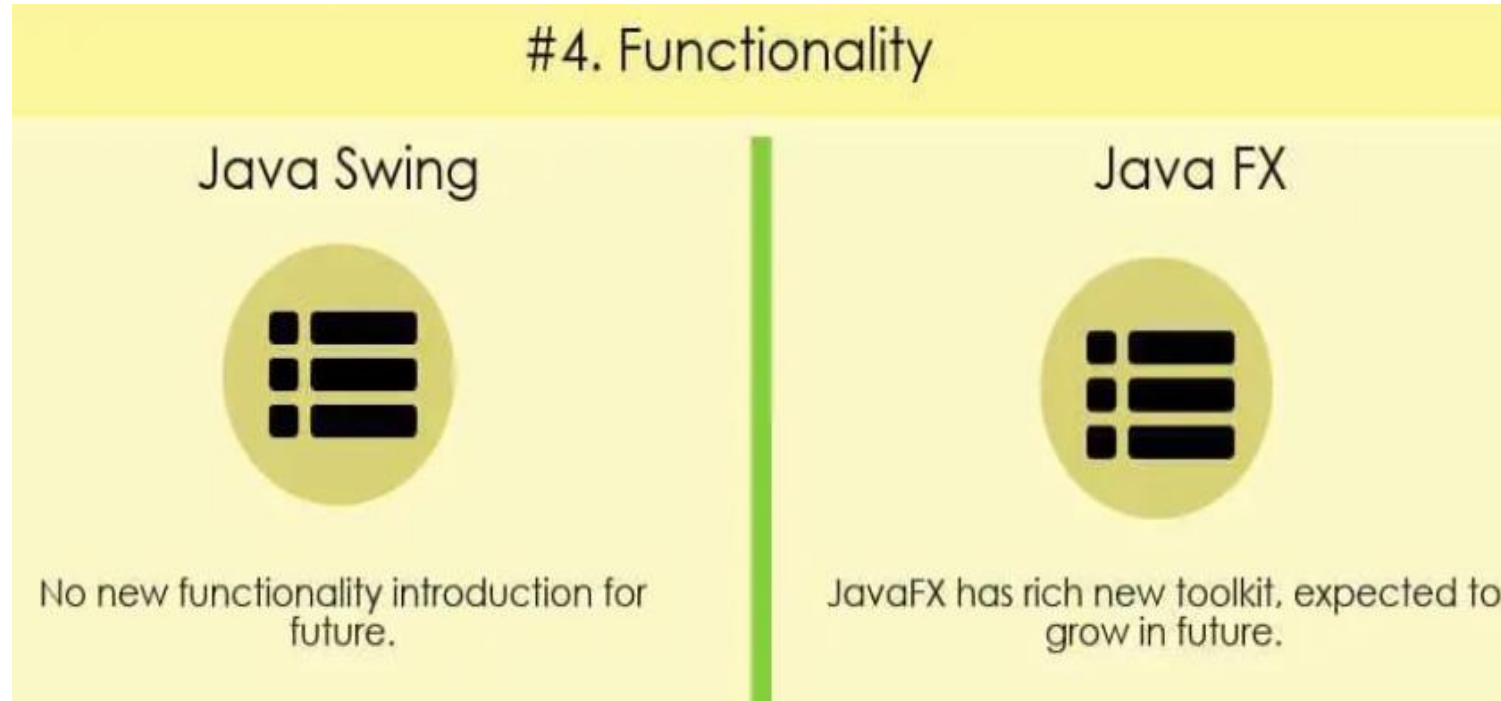 #4. Functionality
Java Swing
Java FX
No new functionality introduction for
future.
JavaFX has rich new toolkit, expected to
grow in future.